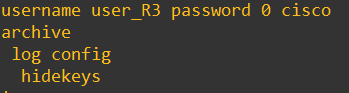 username user_R3 password 0 cisco
archive
 log config
  hidekeys